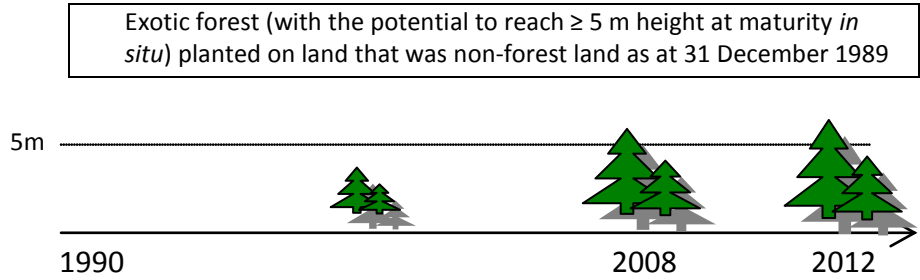 Exotic forest (with the potential to reach ≥ 5 m height at maturity in
situ) planted on land that was non-forest land as at 31 December 1989
5m
1990 2008 2012